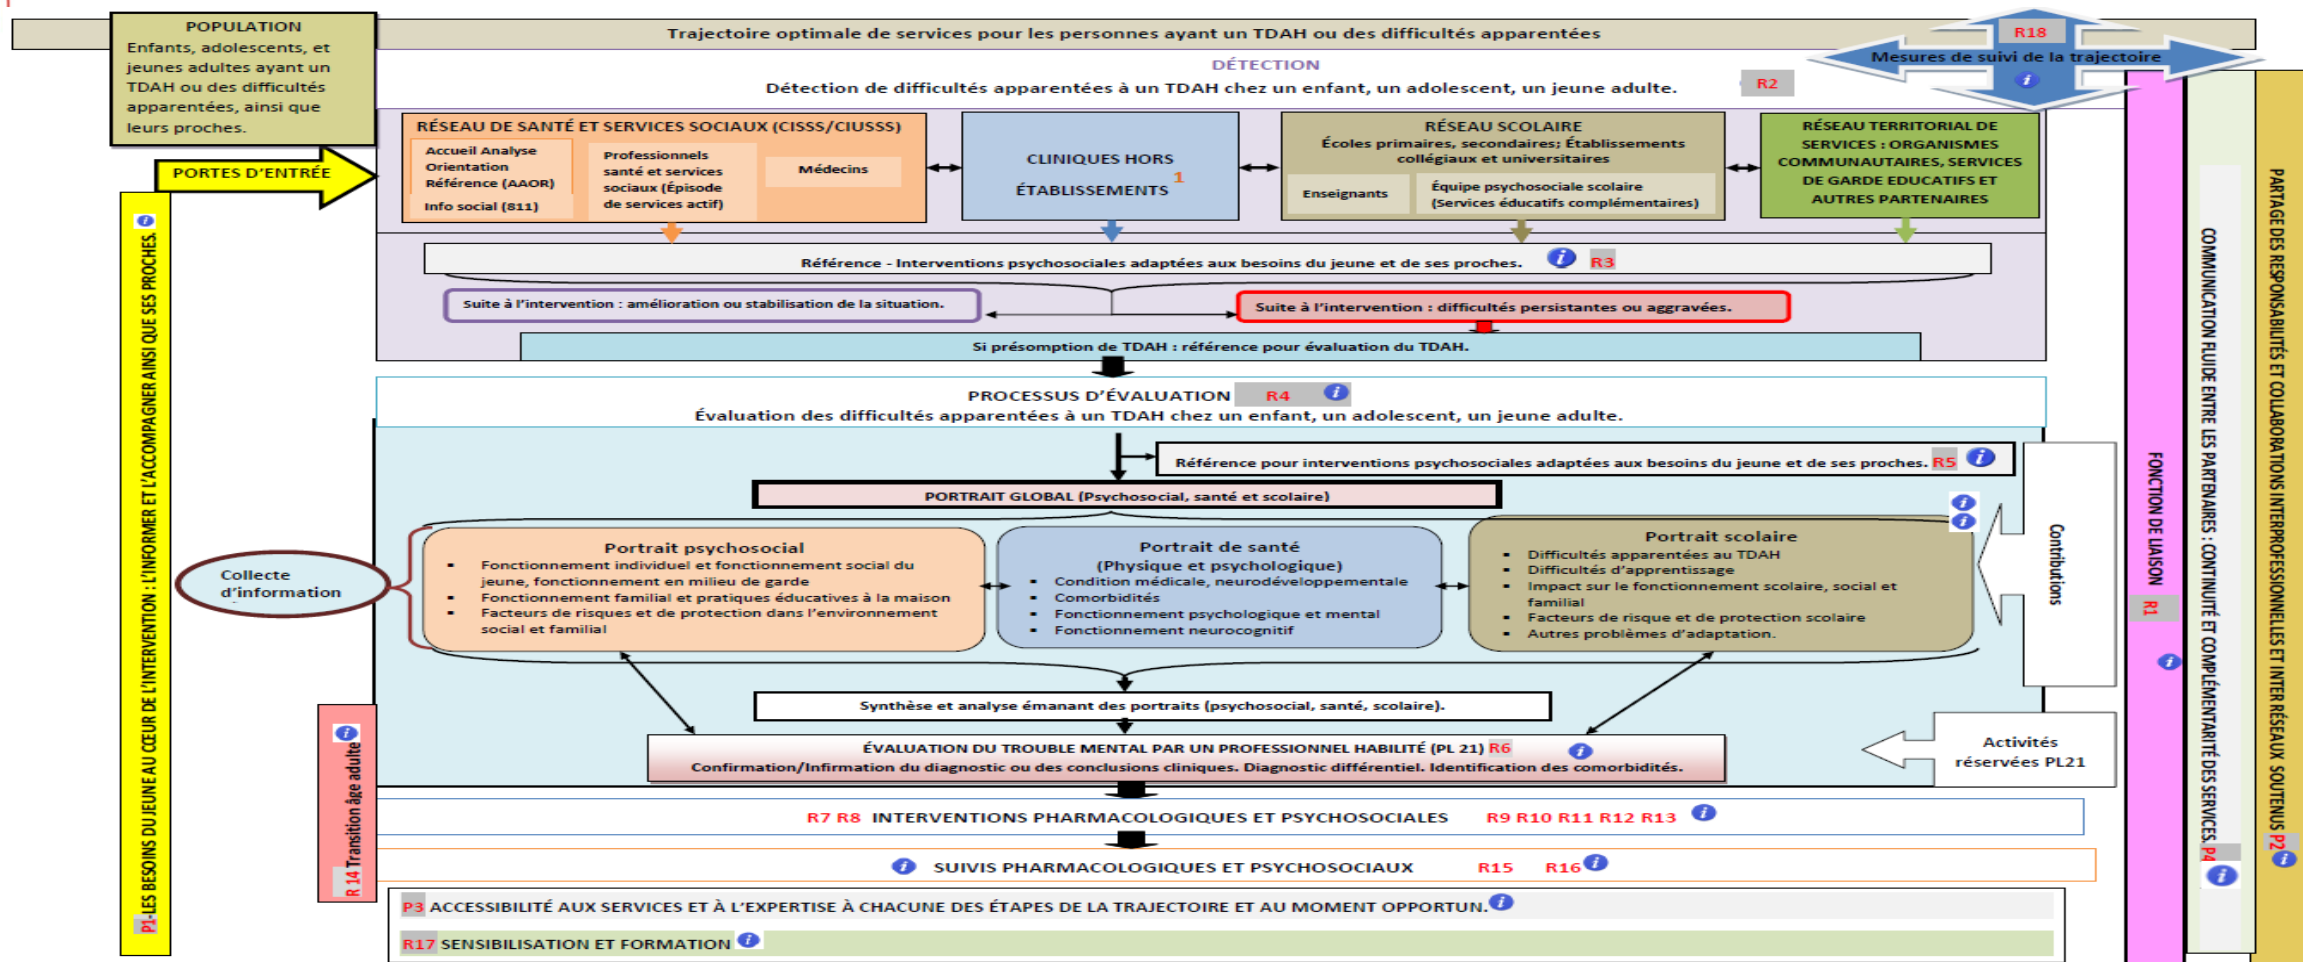 POPULATION
Enfants, adolescents, et
jeunes adultes ayant un
TDAH ou des difficultés
apparentées, ainsi que
leurs proches.
Trajectoire optimale de services pour les personnes ayant un TDAH ou des difficultés apparentées
R18
Mesures de suivi de la trajectoire
i
DÉTECTION
Détection de difficultés apparentées à un TDAH chez un enfant, un adolescent, un jeune adulte. R2
PORTES D'ENTRÉE
RÉSEAU DE SANTÉ ET SERVICES SOCIAUX (CISSS/CIUSSS)
Accueil Analyse
Orientation
Référence (AAOR)
Info social (811)
Professionnels
santé et services
sociaux (Épisode
de services actif)
Médecins
CLINIQUES HORS
ÉTABLISSEMENTS 1
RÉSEAU SCOLAIRE
Écoles primaires, secondaires; Établissements
collégiaux et universitaires
Enseignants
Équipe psychosociale scolaire
(Services éducatifs complémentaires)
RÉSEAU TERRITORIAL DE
SERVICES : ORGANISMES
COMMUNAUTAIRES, SERVICES
DE GARDE EDUCATIFS ET
AUTRES PARTENAIRES
Référence - Interventions psychosociales adaptées aux besoins du jeune et de ses proches. i R3
Suite à l'intervention : amélioration ou stabilisation de la situation.
Suite à l'intervention : difficultés persistantes ou aggravées.
Si présomption de TDAH : référence pour évaluation du TDAH.
PROCESSUS D'ÉVALUATION R4 i
Évaluation des difficultés apparentées à un TDAH chez un enfant, un adolescent, un jeune adulte.
Référence pour interventions psychosociales adaptées aux besoins du jeune et de ses proches. R5 i
PORTRAIT GLOBAL (Psychosocial, santé et scolaire)
i
i
Collecte
d'information
Portrait psychosocial
▪ Fonctionnement individuel et fonctionnement social du
jeune, fonctionnement en milieu de garde
▪ Fonctionnement familial et pratiques éducatives à la maison
▪ Facteurs de risques et de protection dans l'environnement
social et familial
Portrait de santé
(Physique et psychologique)
▪ Condition médicale, neurodéveloppementale
▪ Comorbidités
▪ Fonctionnement psychologique et mental
▪ Fonctionnement neurocognitif
Portrait scolaire
▪ Difficultés apparentées au TDAH
▪ Difficultés d'apprentissage
▪ Impact sur le fonctionnement scolaire, social et
familial
▪ Facteurs de risque et de protection scolaire
▪ Autres problèmes d'adaptation.
Contributions
Synthèse et analyse émanant des portraits (psychosocial, santé, scolaire).
ÉVALUATION DU TROUBLE MENTAL PAR UN PROFESSIONNEL HABILITÉ (PL 21) R6 i
Confirmation/Infirmation du diagnostic ou des conclusions cliniques. Diagnostic différentiel. Identification des comorbidités.
Activités
réservées PL21
R7 R8 INTERVENTIONS PHARMACOLOGIQUES ET PSYCHOSOCIALES R9 R10 R11 R12 R13 i
i SUIVIS PHARMACOLOGIQUES ET PSYCHOSOCIAUX R15 R16 i
P3 ACCESSIBILITÉ AUX SERVICES ET À L'EXPERTISE À CHACUNE DES ÉTAPES DE LA TRAJECTOIRE ET AU MOMENT OPPORTUN. i
R17 SENSIBILISATION ET FORMATION i
P1-LES BESOINS DU JEUNE AU CŒUR DE L'INTERVENTION : L'INFORMER ET L'ACCOMPAGNER AINSI QUE SES PROCHES. i
R 14 Transition âge adulte i
FONCTION DE LIAISON R1 i
COMMUNICATION FLUIDE ENTRE LES PARTENAIRES : CONTINUITÉ ET COMPLÉMENTARITÉ DES SERVICES. P4 i
PARTAGE DES RESPONSABILITÉS ET COLLABORATIONS INTERPROFESSIONNELLES ET INTER RÉSEAUX SOUTENUS P2 i